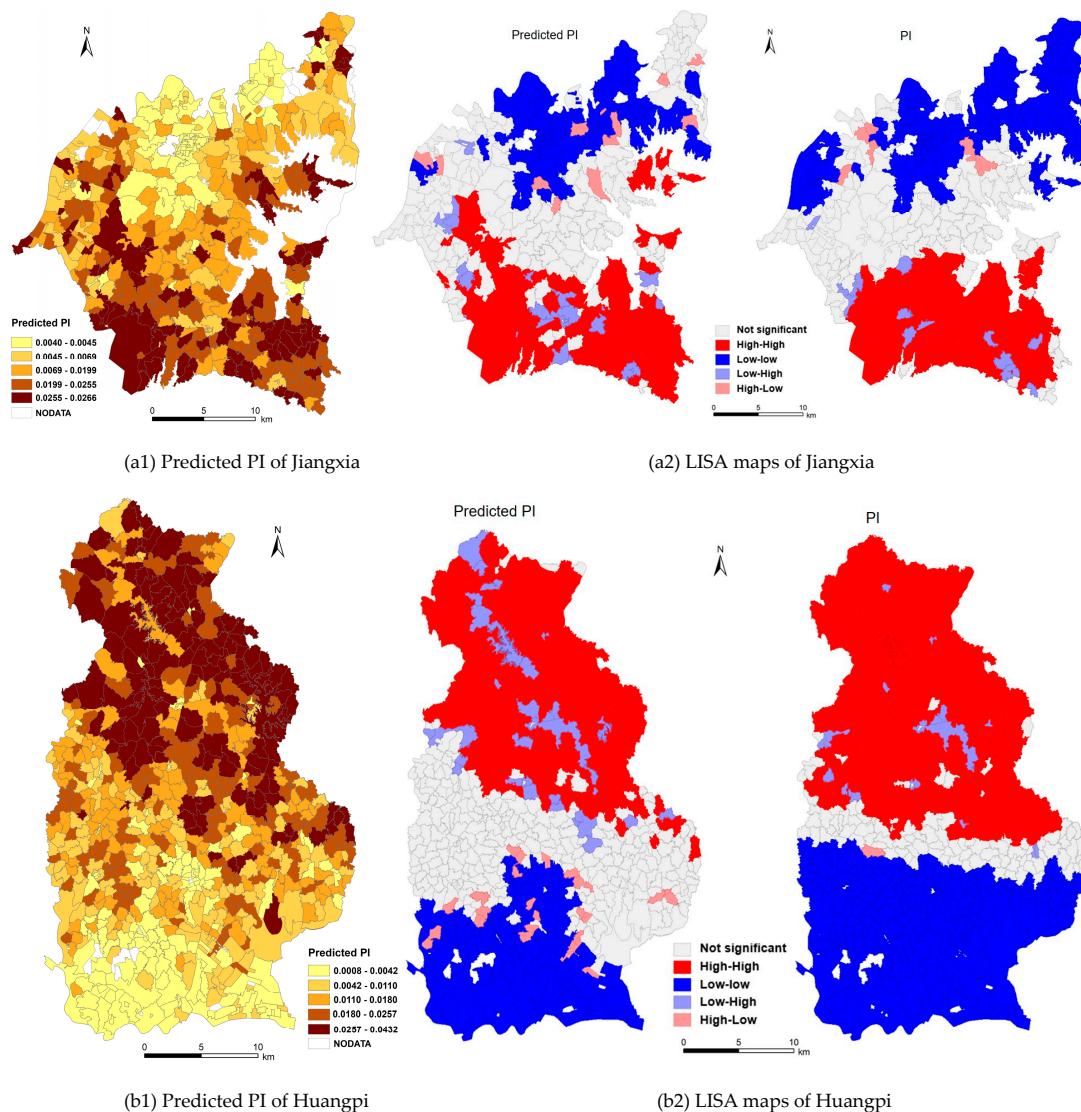 N
Predicted PI
0.0040 - 0.0045
0.0045 - 0.0069
0.0069 - 0.0199
0.0199 - 0.0255
0.0255 - 0.0266
NODATA
0 5 10
km
(a1) Predicted PI of Jiangxia
Predicted PI
N
PI
Not significant
High-High
Low-low
Low-High
High-Low
0 5 10
km
0 5 10
km
(a2) LISA maps of Jiangxia
N
Predicted PI
0.0008 - 0.0042
0.0042 - 0.0110
0.0110 - 0.0180
0.0180 - 0.0257
0.0257 - 0.0432
NODATA
0 5 10
km
(b1) Predicted PI of Huangpi
Predicted PI
N
PI
Not significant
High-High
Low-low
Low-High
High-Low
0 5 10
km
(b2) LISA maps of Huangpi